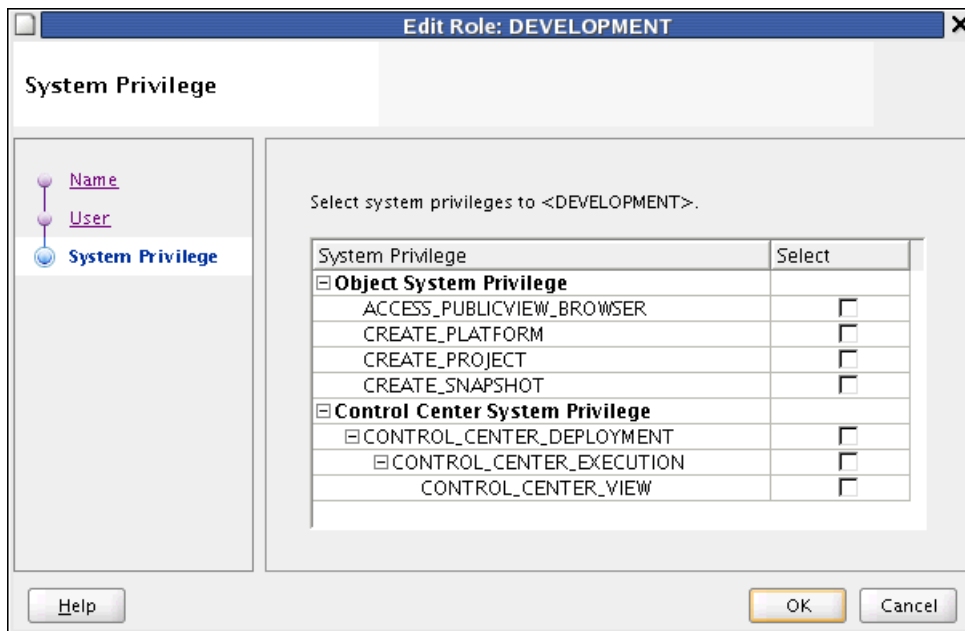 Edit Role: DEVELOPMENT
System Privilege
Name
User
System Privilege
Select system privileges to <DEVELOPMENT>.
System Privilege Select
Object System Privilege
ACCESS_PUBLICVIEW_BROWSER
CREATE_PLATFORM
CREATE_PROJECT
CREATE_SNAPSHOT
Control Center System Privilege
CONTROL_CENTER_DEPLOYMENT
CONTROL_CENTER_EXECUTION
CONTROL_CENTER_VIEW
Help OK Cancel